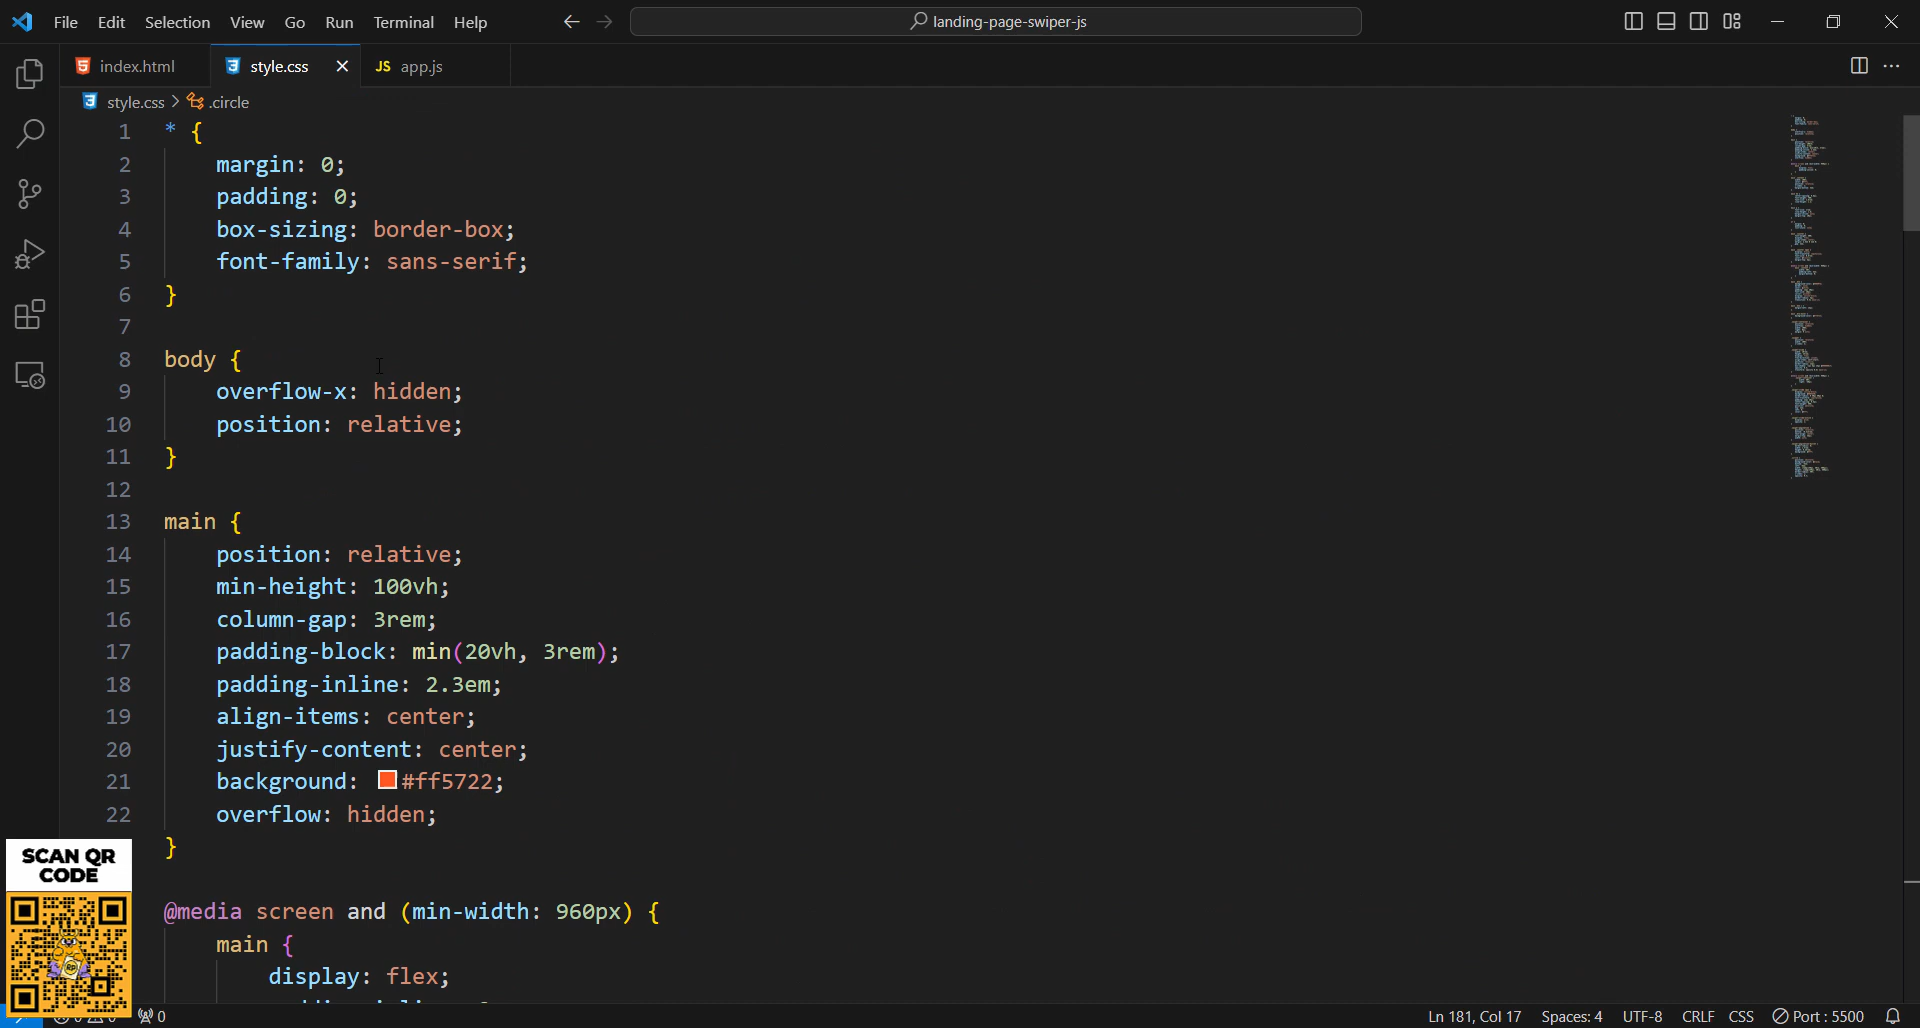 File Edit Selection View Go Run Terminal Help
landing-page-swiper-js
index.html
style.css
JS app.js
style.css > .circle
1 * {
2 margin: 0;
3 padding: 0;
4 box-sizing: border-box;
5 font-family: sans-serif;
6 }
7
8 body {
9 overflow-x: hidden;
10 position: relative;
11 }
12
13 main {
14 position: relative;
15 min-height: 100vh;
16 column-gap: 3rem;
17 padding-block: min(20vh, 3rem);
18 padding-inline: 2.3em;
19 align-items: center;
20 justify-content: center;
21 background: #ff5722;
22 overflow: hidden;
}
@media screen and (min-width: 960px) {
main {
display: flex;
SCAN QR
CODE
0
Ln 181, Col 17 Spaces: 4 UTF-8 CRLF CSS Port : 5500